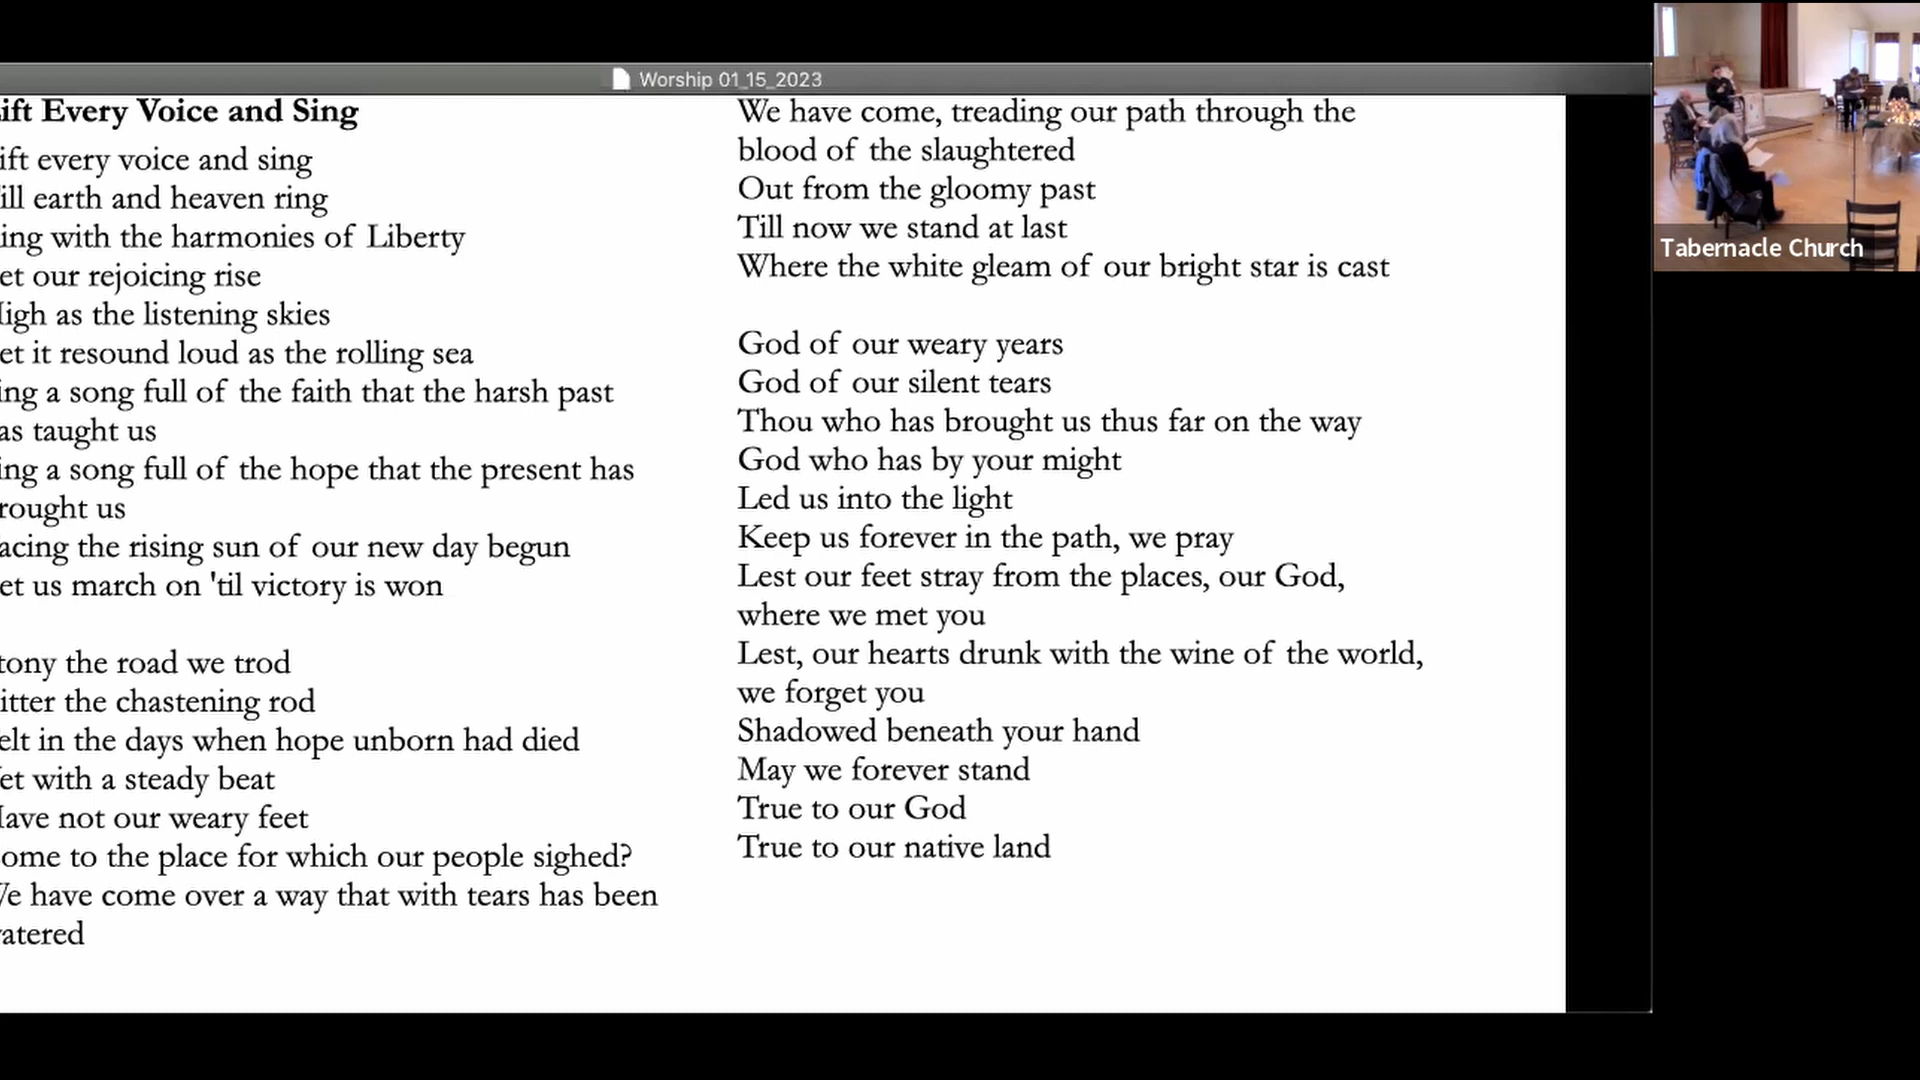 Worship 01_15_2023
ift Every Voice and Sing
ift every voice and sing
ill earth and heaven ring
ing with the harmonies of Liberty
et our rejoicing rise
igh as the listening skies
et it resound loud as the rolling sea
ing a song full of the faith that the harsh past
as taught us
ing a song full of the hope that the present has
rought us
acing the rising sun of our new day begun
et us march on 'til victory is won
tony the road we trod
itter the chastening rod
elt in the days when hope unborn had died
et with a steady beat
ave not our weary feet
ome to the place for which our people sighed?
We have come over a way that with tears has been
atered
We have come, treading our path through the
blood of the slaughtered
Out from the gloomy past
Till now we stand at last
Where the white gleam of our bright star is cast
God of our weary years
God of our silent tears
Thou who has brought us thus far on the way
God who has by your might
Led us into the light
Keep us forever in the path, we pray
Lest our feet stray from the places, our God,
where we met you
Lest, our hearts drunk with the wine of the world,
we forget you
Shadowed beneath your hand
May we forever stand
True to our God
True to our native land
Tabernacle Church